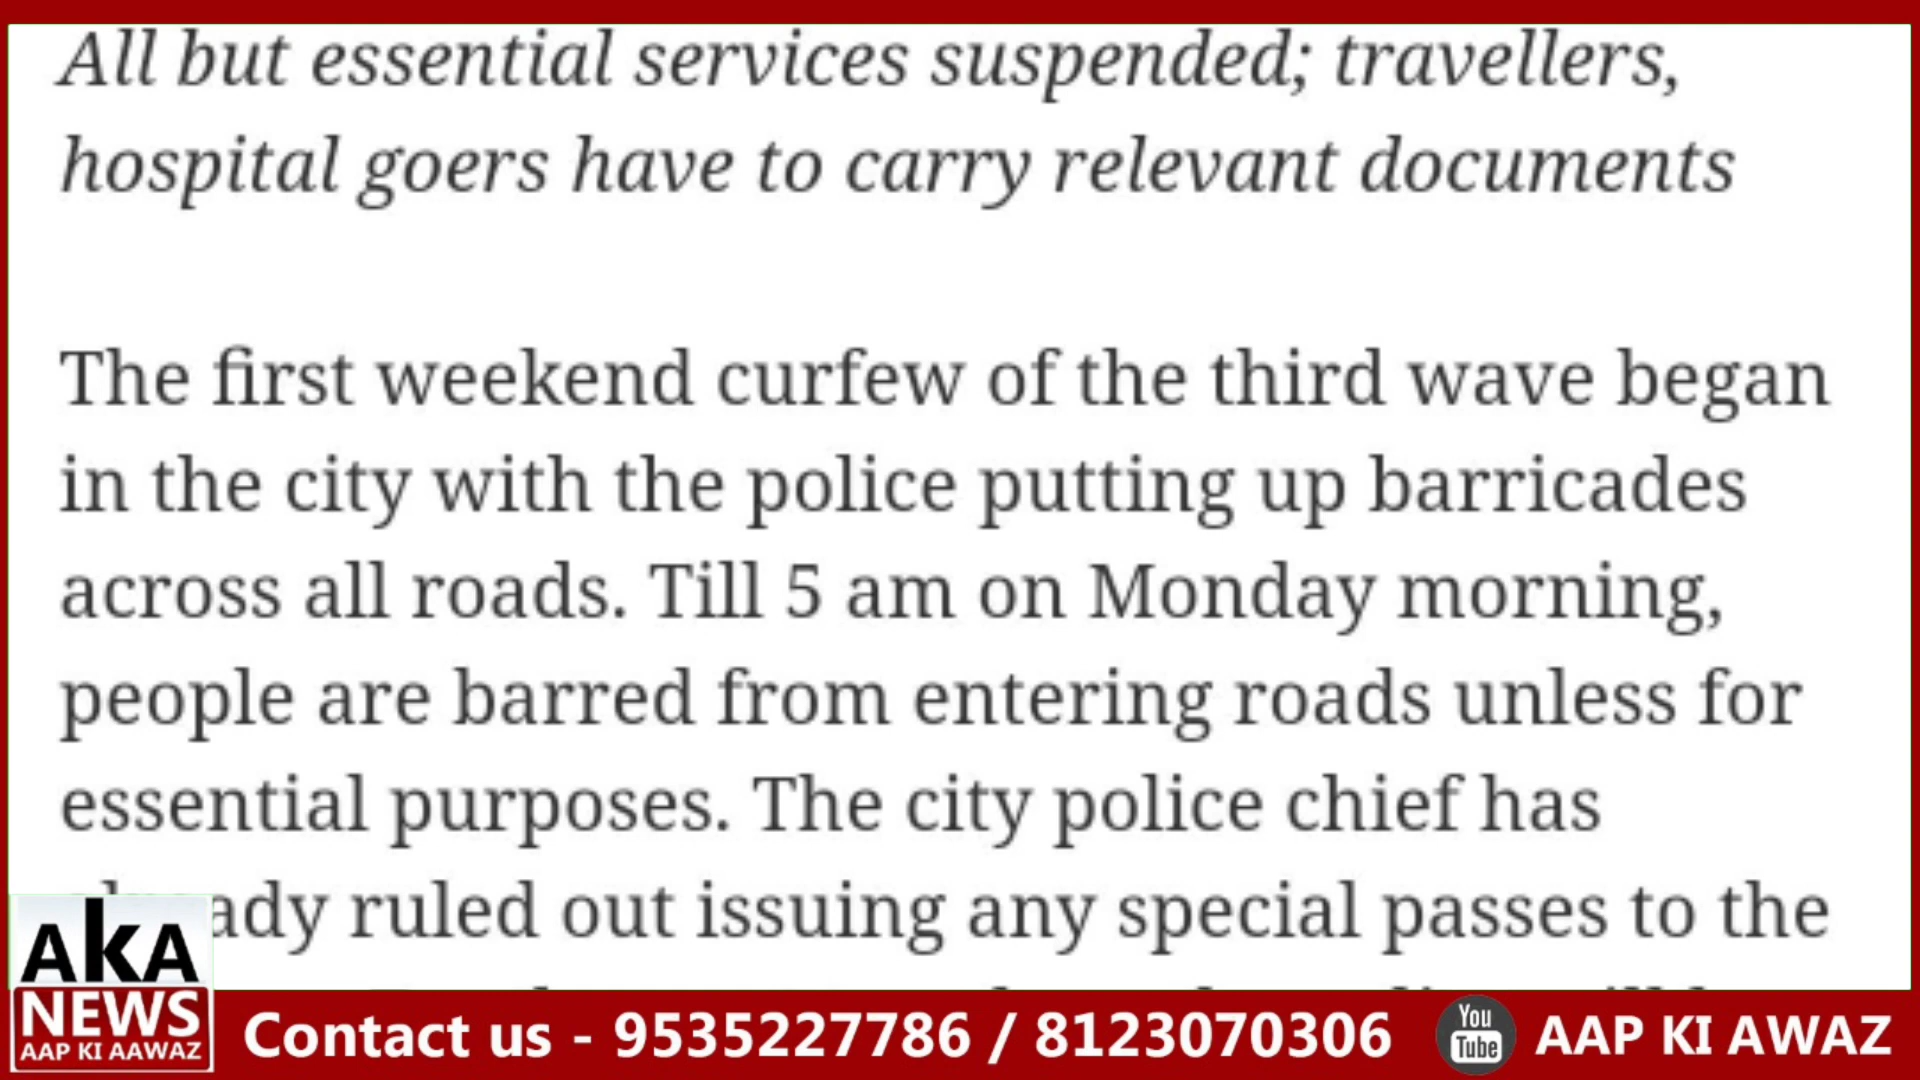 All but essential services suspended; travellers,
hospital goers have to carry relevant documents
The first weekend curfew of the third wave began
in the city with the police putting up barricades
across all roads. Till 5 am on Monday morning,
people are barred from entering roads unless for
essential purposes. The city police chief has
ady ruled out issuing any special passes to the
AKA
NEWS
AAP KI AAWAZ
Contact us - 9535227786 / 8123070306
You
Tube
AAP KI AWAZ